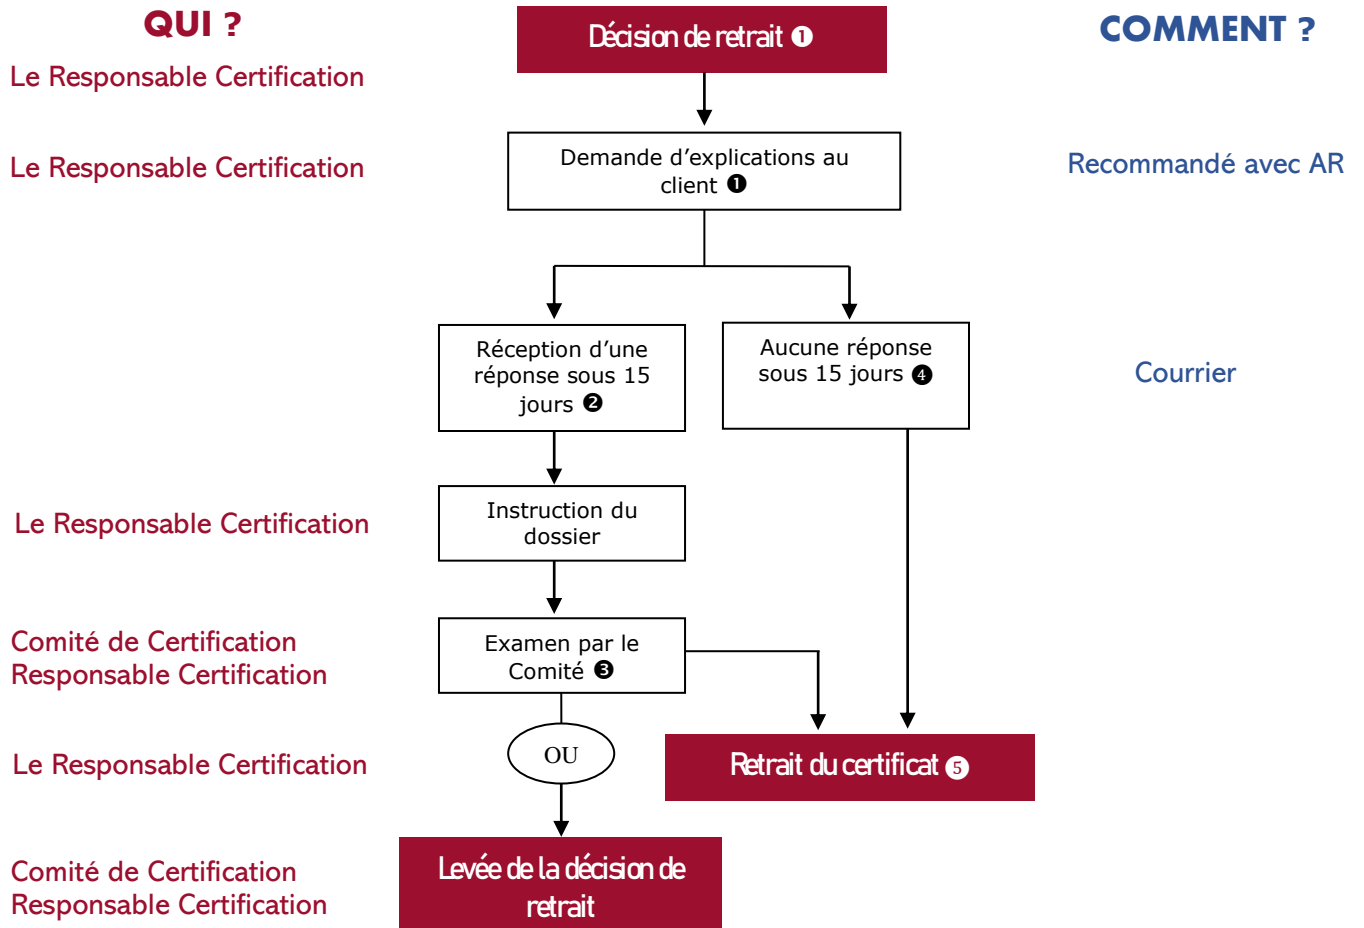 QUI ?
Décision de retrait ❶
COMMENT ?
Le Responsable Certification
Le Responsable Certification
Demande d’explications au
client ❶
Recommandé avec AR
Réception d’une
réponse sous 15
jours ❷
Aucune réponse
sous 15 jours ❹
Courrier
Le Responsable Certification
Instruction du
dossier
Comité de Certification
Responsable Certification
Examen par le
Comité ❸
Le Responsable Certification
OU
Retrait du certificat ❺
Comité de Certification
Responsable Certification
Levée de la décision de
retrait